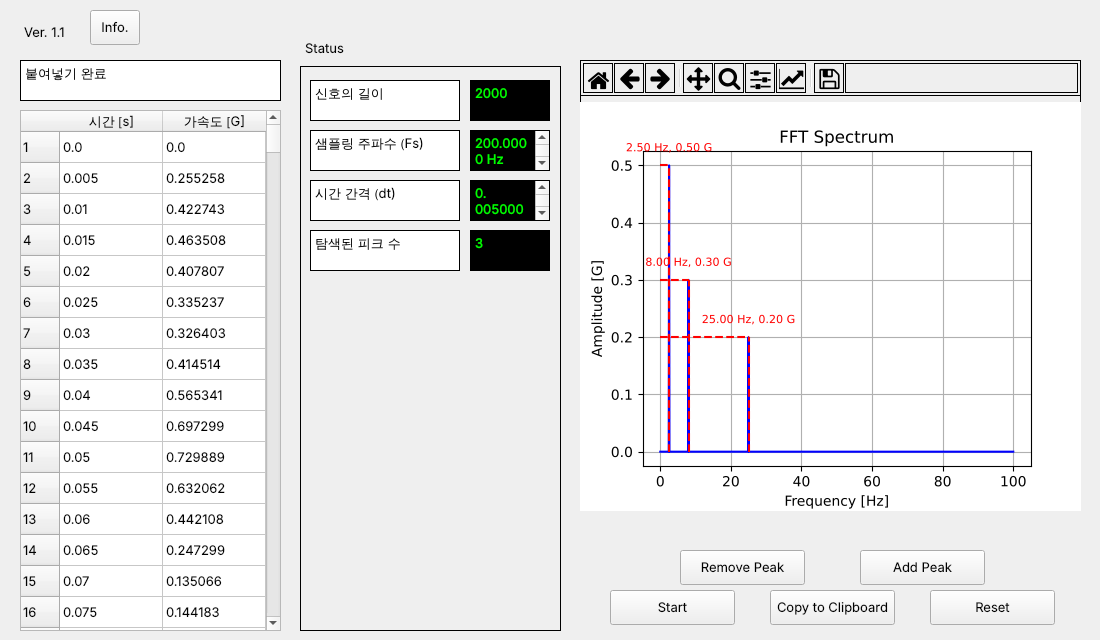 Ver. 1.1
Info.
붙여넣기 완료
시간 [s] 가속도 [G]
1 0.0 0.0
2 0.005 0.255258
3 0.01 0.422743
4 0.015 0.463508
5 0.02 0.407807
6 0.025 0.335237
7 0.03 0.326403
8 0.035 0.414514
9 0.04 0.565341
10 0.045 0.697299
11 0.05 0.729889
12 0.055 0.632062
13 0.06 0.442108
14 0.065 0.247299
15 0.07 0.135066
16 0.075 0.144183
Status
신호의 길이 2000
샘플링 주파수 (Fs) 200.000
0 Hz
시간 간격 (dt) 0.
005000
탐색된 피크 수 3
FFT Spectrum
2.50 Hz, 0.50 G
8.00 Hz, 0.30 G
25.00 Hz, 0.20 G
Amplitude [G]
0.5
0.4
0.3
0.2
0.1
0.0
0 20 40 60 80 100
Frequency [Hz]
Remove Peak Add Peak
Start Copy to Clipboard Reset